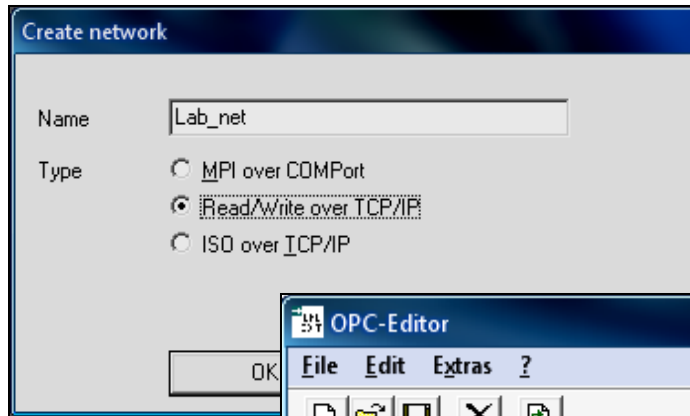 Create network
Name Lab_net
Type MPI over COMPort
Read/Write over TCP/IP
ISO over TCP/IP
OK
OPC-Editor
File Edit Extras ?